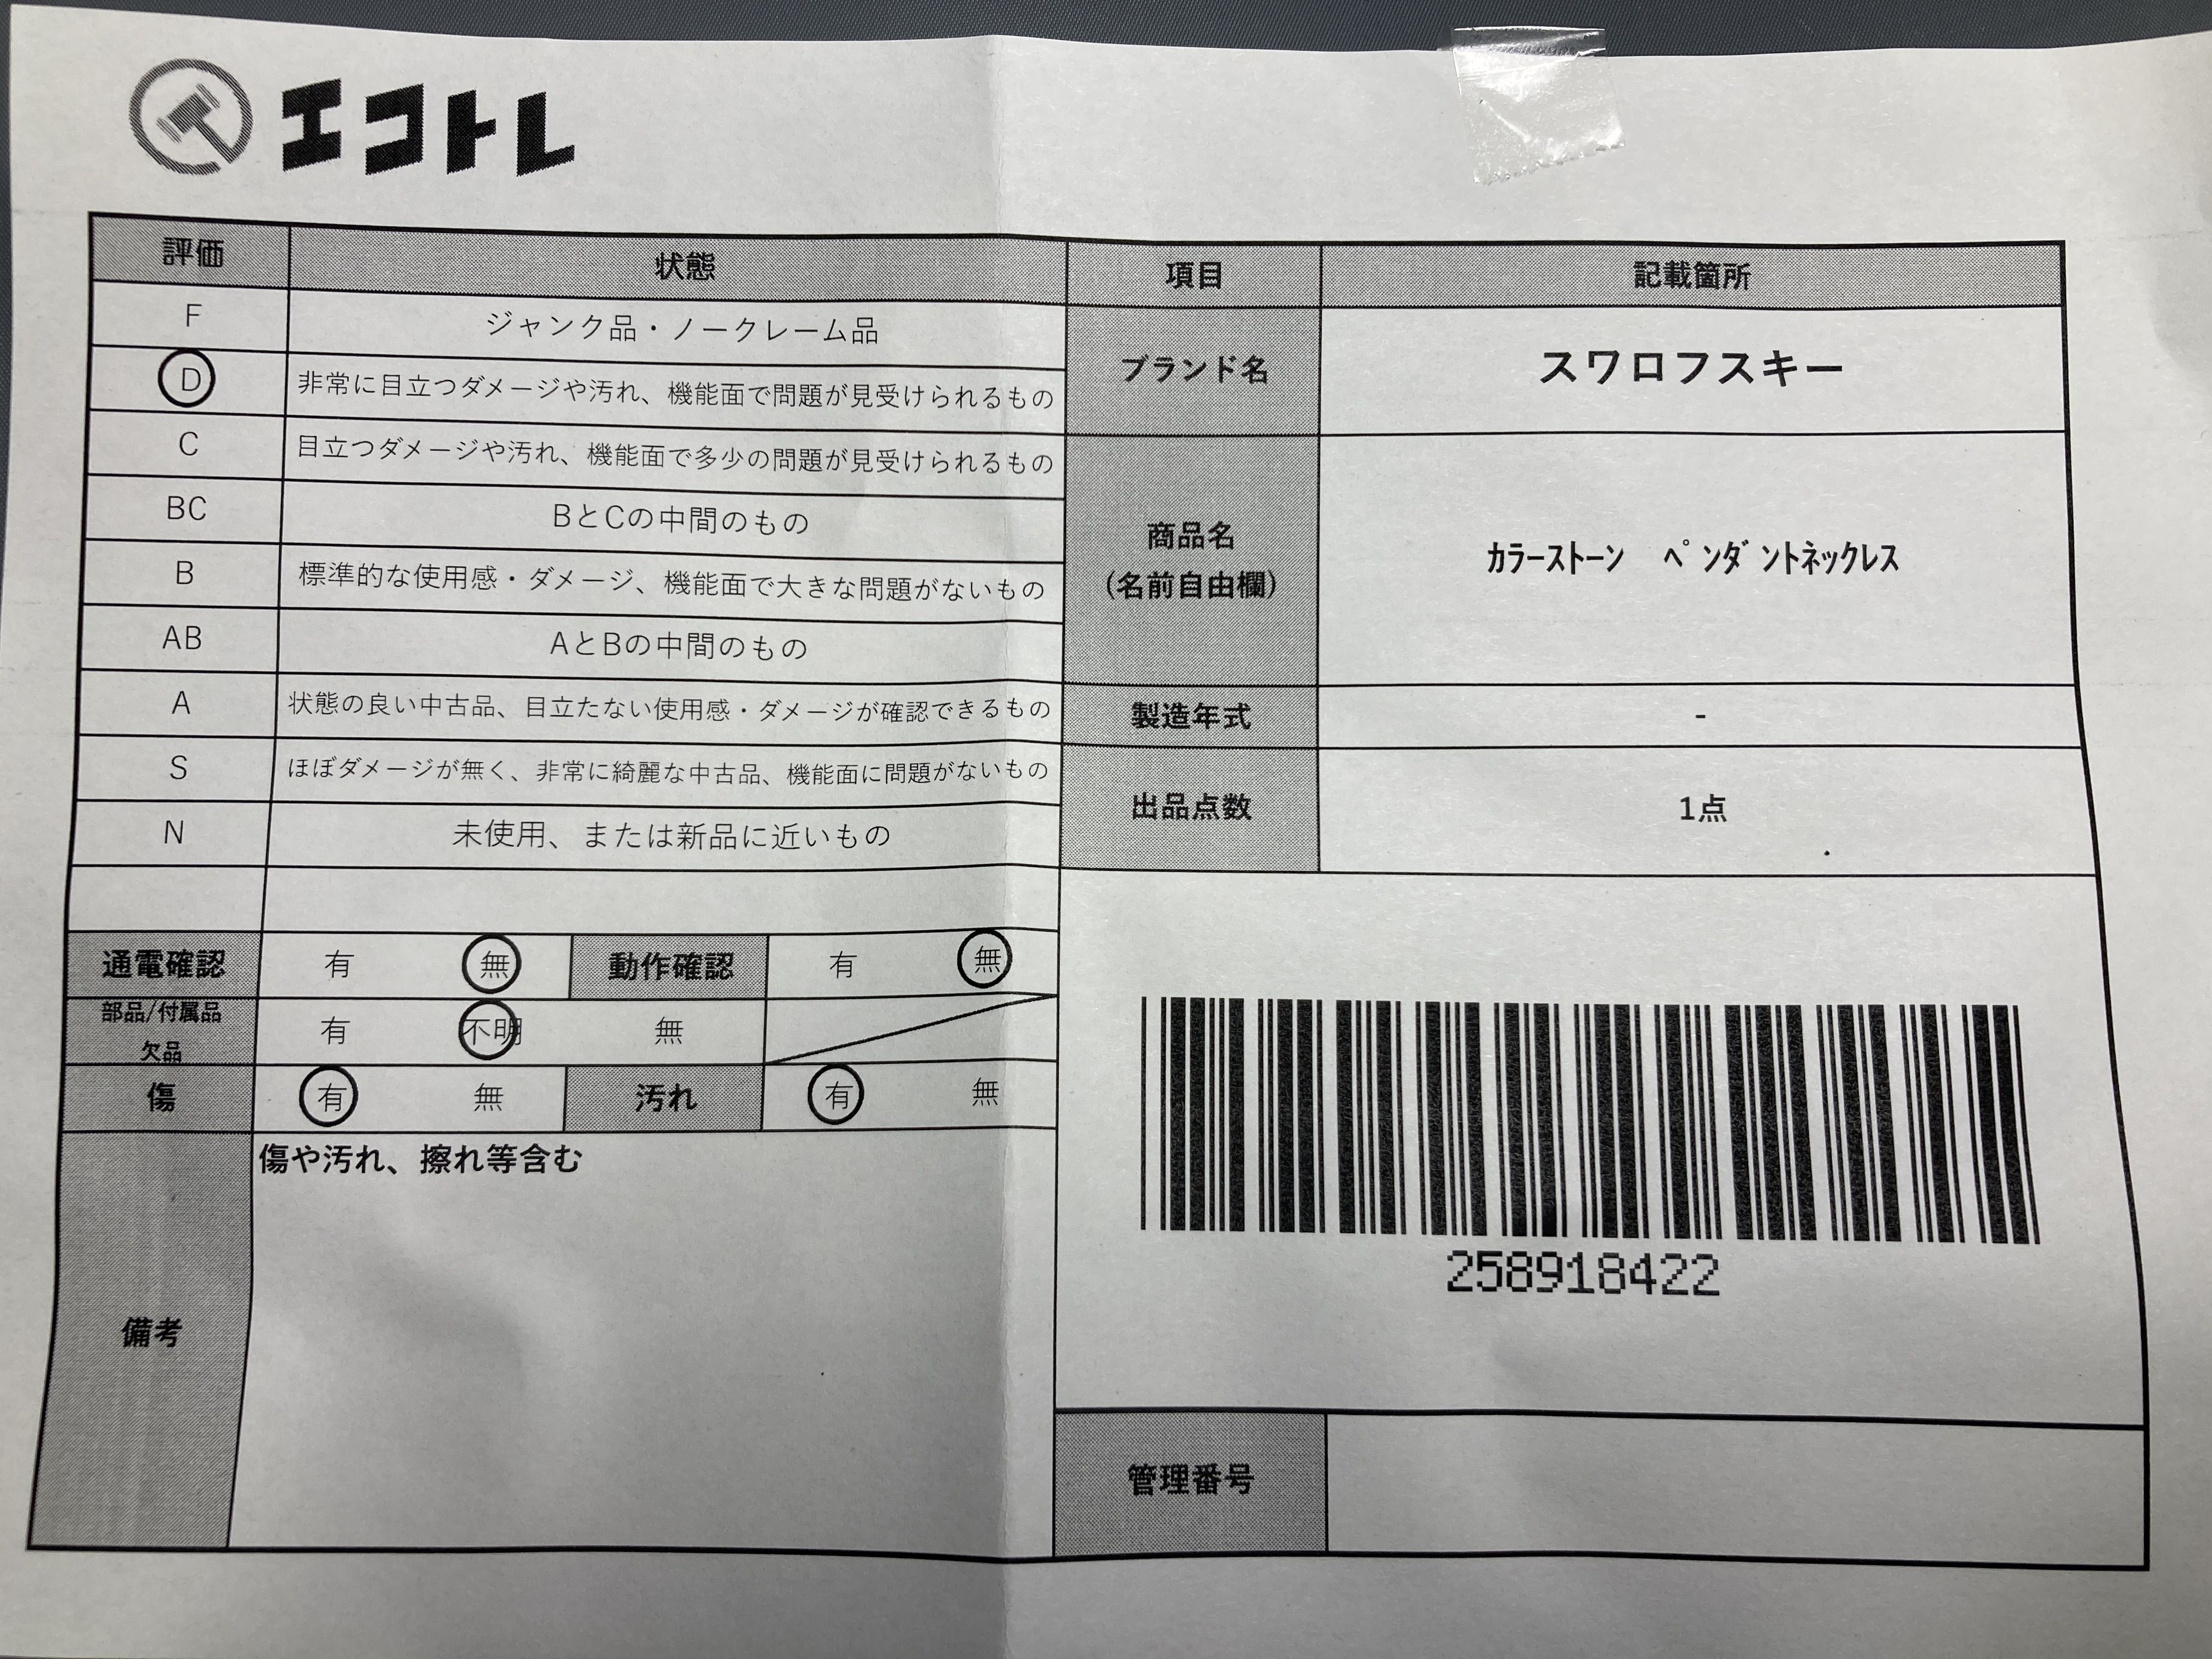 エコトレ
評価 状態
F ジャンク品・ノークレーム品
D 非常に目立つダメージや汚れ、機能面で問題が見受けられるもの
C 目立つダメージや汚れ、機能面で多少の問題が見受けられるもの
BC BとCの中間のもの
B 標準的な使用感・ダメージ、機能面で大きな問題がないもの
AB AとBの中間のもの
A 状態の良い中古品、目立たない使用感・ダメージが確認できるもの
S ほぼダメージが無く、非常に綺麗な中古品、機能面に問題がないもの
N 未使用、または新品に近いもの
通電確認 有 無 動作確認 有 無
部品/付属品
欠品 有 不明 無
傷 有 無 汚れ 有 無
備考 傷や汚れ、擦れ等含む
項目 記載箇所
ブランド名 スワロフスキー
商品名
(名前自由欄) ｶﾗｰｽﾄｰﾝ ﾍﾟﾝﾀﾞﾝﾄﾈｯｸﾚｽ
製造年式 -
出品点数 1点
258918422
管理番号